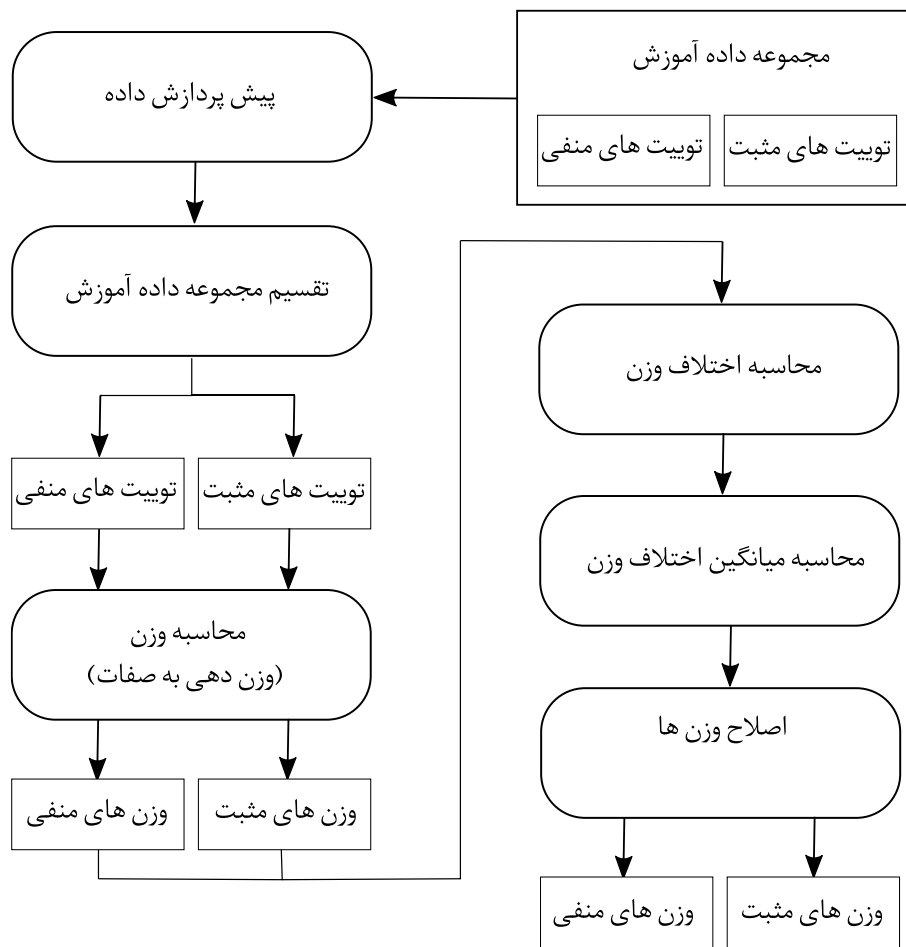 مجموعه داده آموزش
توییت های مثبت
توییت های منفی
پیش پردازش داده
تقسیم مجموعه داده آموزش
توییت های مثبت
توییت های منفی
محاسبه وزن
(وزن دهی به صفات)
وزن های مثبت
وزن های منفی
محاسبه اختلاف وزن
محاسبه میانگین اختلاف وزن
اصلاح وزن ها
وزن های مثبت
وزن های منفی